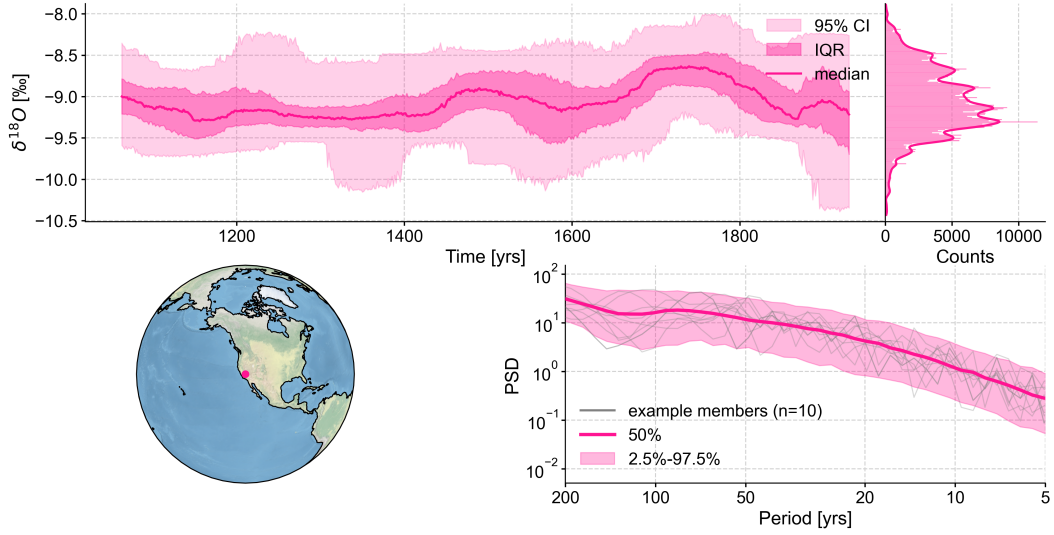 −8.0
−8.5
−9.0
−9.5
−10.0
−10.5
δ¹⁸O [‰]
1200
1400
1600
1800
Time [yrs]
95% CI
IQR
median
0
5000
10000
Counts
10²
10¹
10⁰
10⁻¹
10⁻²
PSD
example members (n=10)
50%
2.5%-97.5%
200
100
50
20
10
5
Period [yrs]